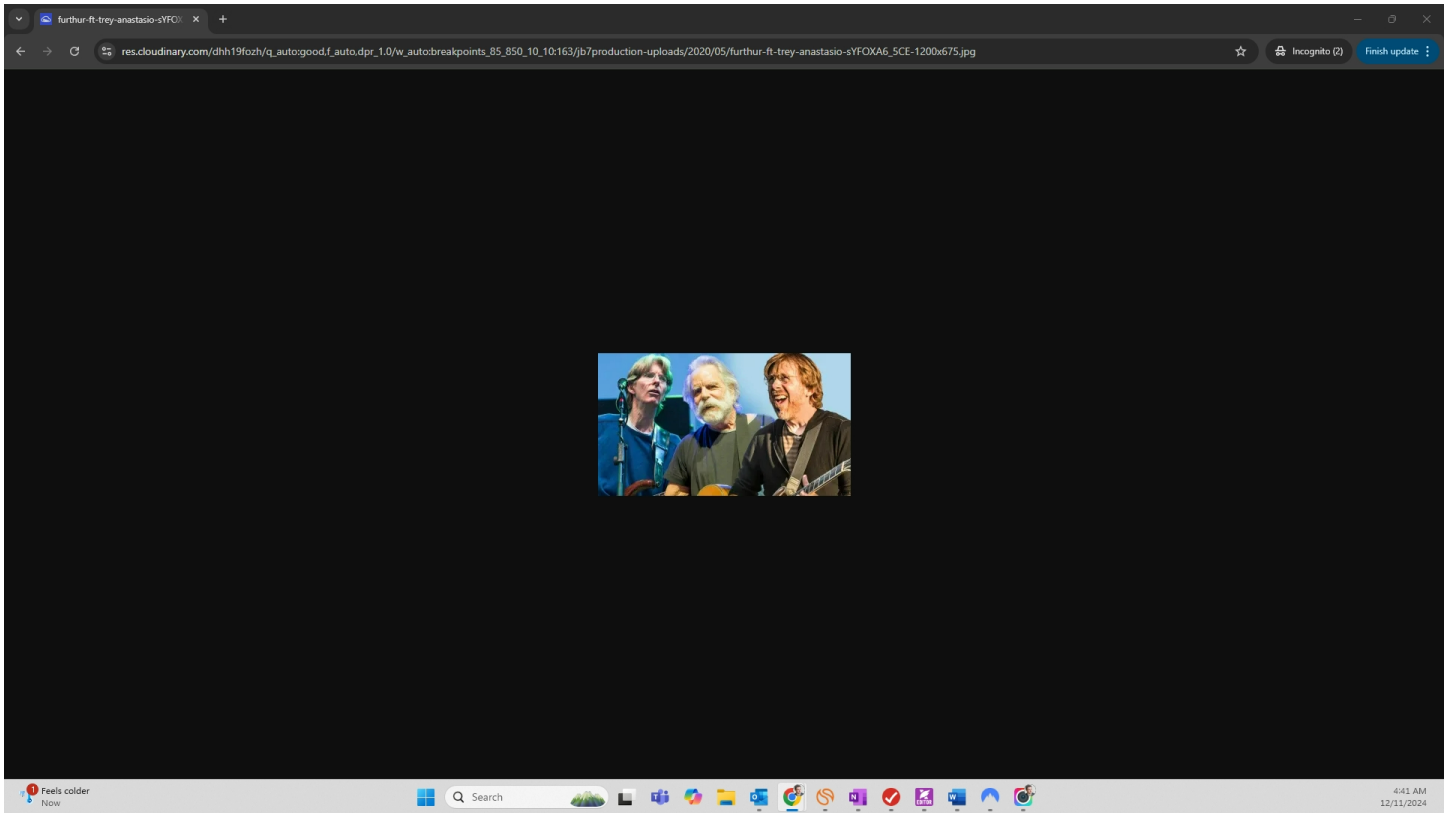 furthur-ft-trey-anastasio-sYFOX
res.cloudinary.com/dhh19fozh/q_auto:good,f_auto,dpr_1.0/w_auto:breakpoints_85_850_10_10:163/jb7production-uploads/2020/05/furthur-ft-trey-anastasio-sYFOXA6_5CE-1200x675.jpg
Incognito (2)
Finish update
1
Feels colder
Now
Search
4:41 AM
12/11/2024